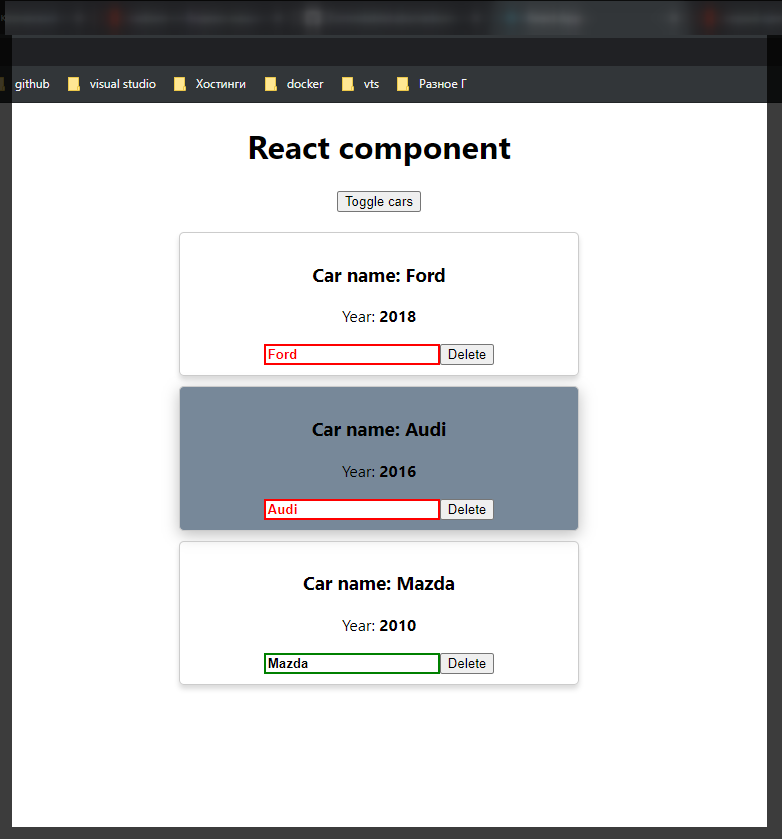 github visual studio Хостинги docker vts Разное Г
React component
Toggle cars
Car name: Ford
Year: 2018
Ford Delete
Car name: Audi
Year: 2016
Audi Delete
Car name: Mazda
Year: 2010
Mazda Delete